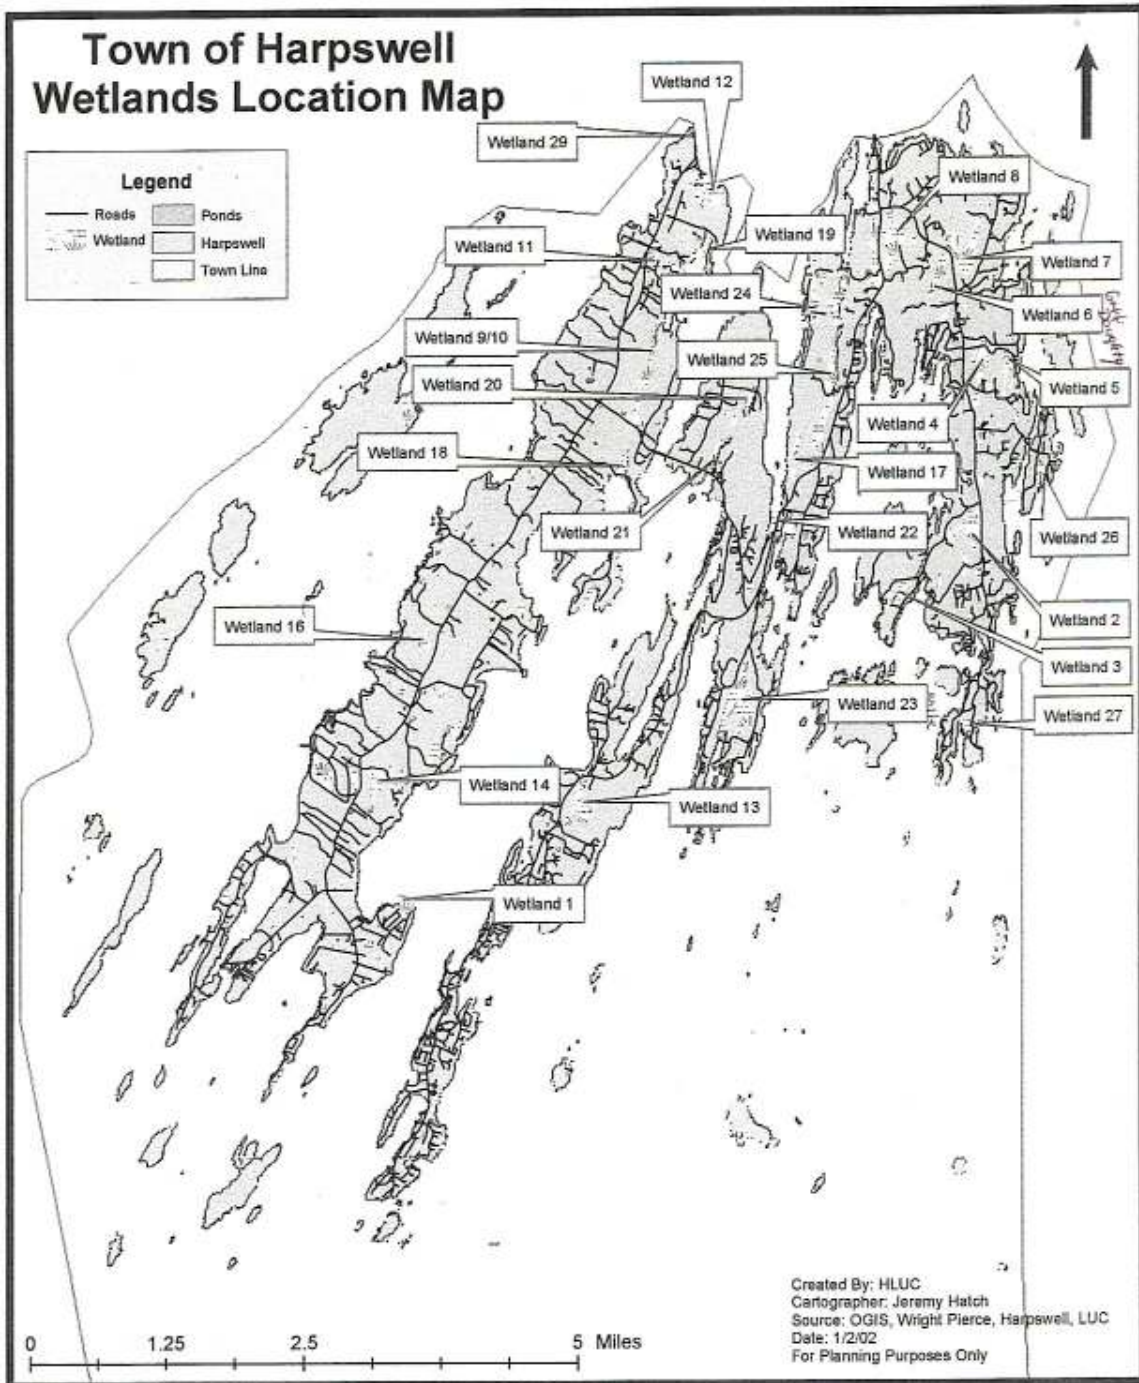 Town of Harpswell
Wetlands Location Map
Legend
Roads
Ponds
Wetland
Harpswell
Town Line
Wetland 12
Wetland 29
Wetland 8
Wetland 19
Wetland 11
Wetland 7
Wetland 24
Wetland 6
Wetland 9/10
Wetland 25
Wetland 20
Wetland 5
Wetland 4
Wetland 18
Wetland 17
Wetland 21
Wetland 22
Wetland 26
Wetland 16
Wetland 2
Wetland 3
Wetland 23
Wetland 27
Wetland 14
Wetland 13
Wetland 1
Created By: HLUC
Cartographer: Jeremy Hatch
Source: OGIS, Wright Pierce, Harpswell, LUC
Date: 1/2/02
For Planning Purposes Only
0 1.25 2.5 5 Miles